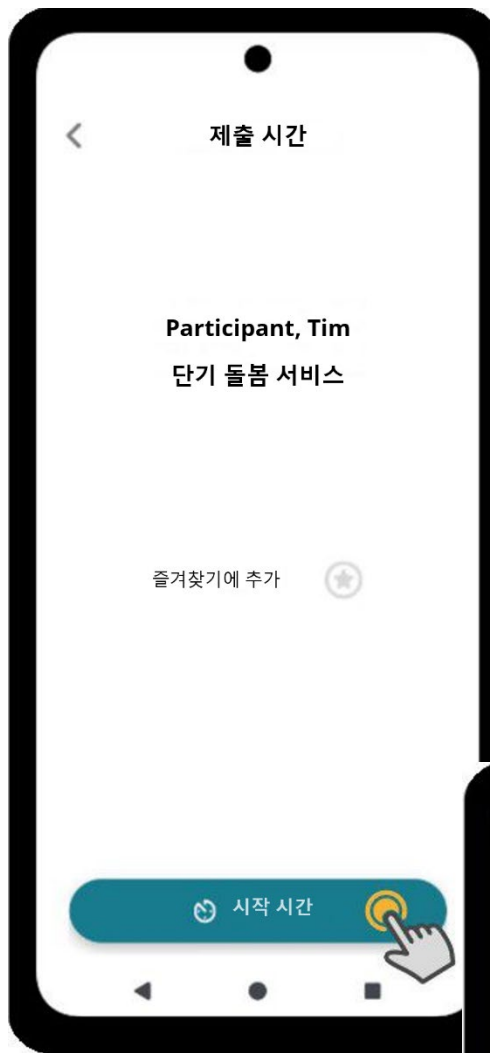 제출 시간
Participant, Tim
단기 돌봄 서비스
즐겨찾기에 추가
시작 시간